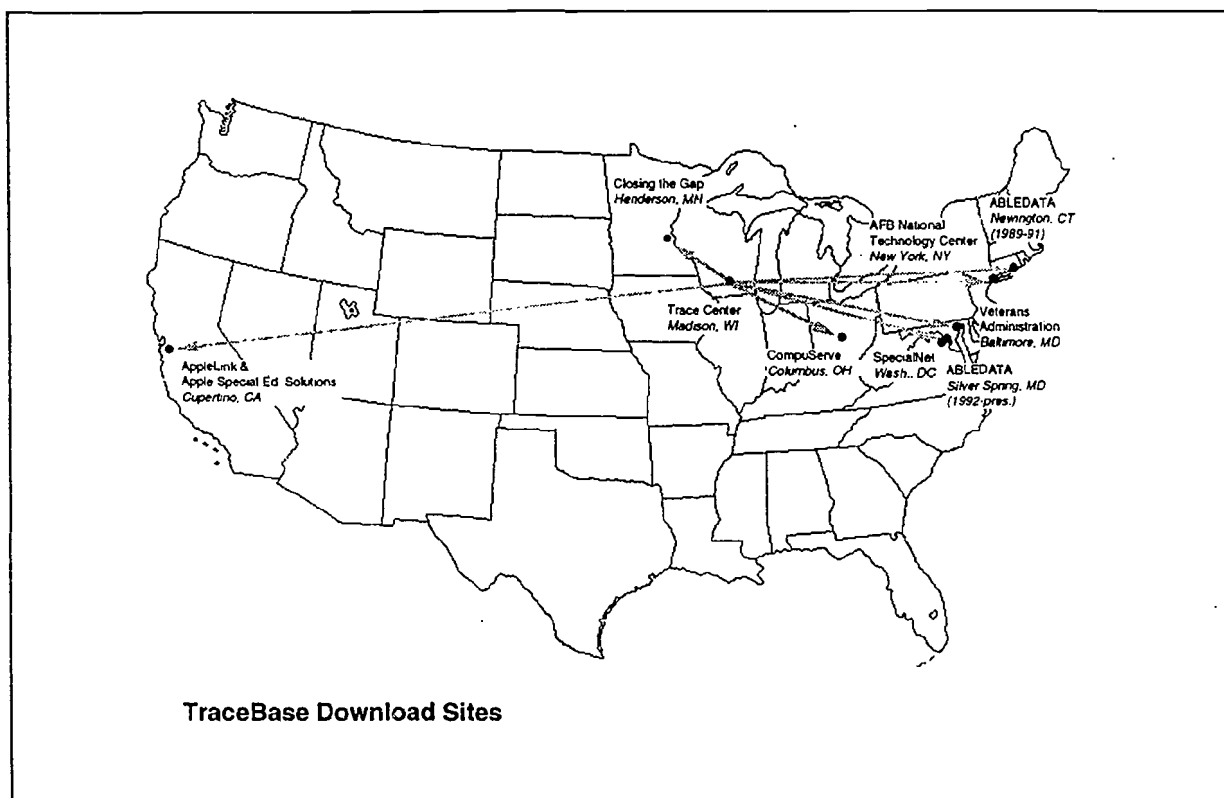 Closing the Gap
Henderson, MN
ABLEDATA
Newington, CT
(1989-91)
AFB National
Technology Center
New York, NY
Trace Center
Madison, WI
Veterans
Administration
Baltimore, MD
CompuServe
Columbus, OH
SpecialNet
Wash., DC
ABLEDATA
Silver Spring, MD
(1992-pres.)
AppleLink &
Apple Special Ed Solutions
Cupertino, CA
TraceBase Download Sites